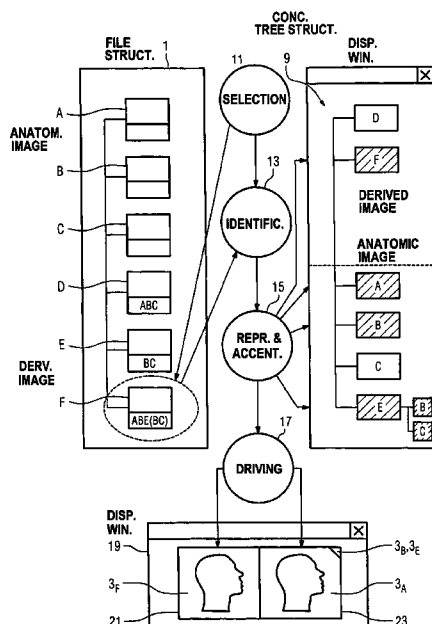 CONC.
TREE STRUCT.
FILE
STRUCT.
1
11
DISP.
WIN.
9
X
SELECTION
A
ANATOM.
IMAGE
D
B
13
F
IDENTIFIC.
C
DERIVED
IMAGE
ANATOMIC
IMAGE
D
ABC
15
A
B
REPR. &
ACCENT.
E
BC
C
DERV.
IMAGE
E
B
C
F
ABE(BC)
17
DRIVING
DISP.
WIN.
19
X
3B,3E
3F
3A
21
23